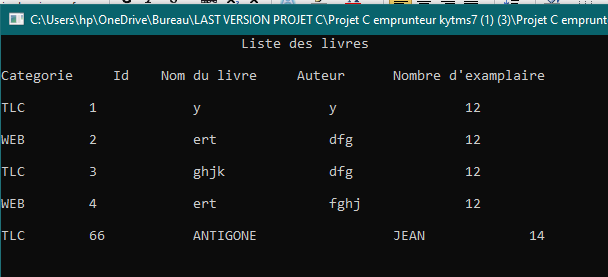 C:\Users\hp\OneDrive\Bureau\LAST VERSION PROJET C\Projet C emprunteur kytms7 (1) (3)\Projet C emprunt
Liste des livres
Categorie Id Nom du livre Auteur Nombre d'examplaire
TLC 1 y y 12
WEB 2 ert dfg 12
TLC 3 ghjk dfg 12
WEB 4 ert fghj 12
TLC 66 ANTIGONE JEAN 14